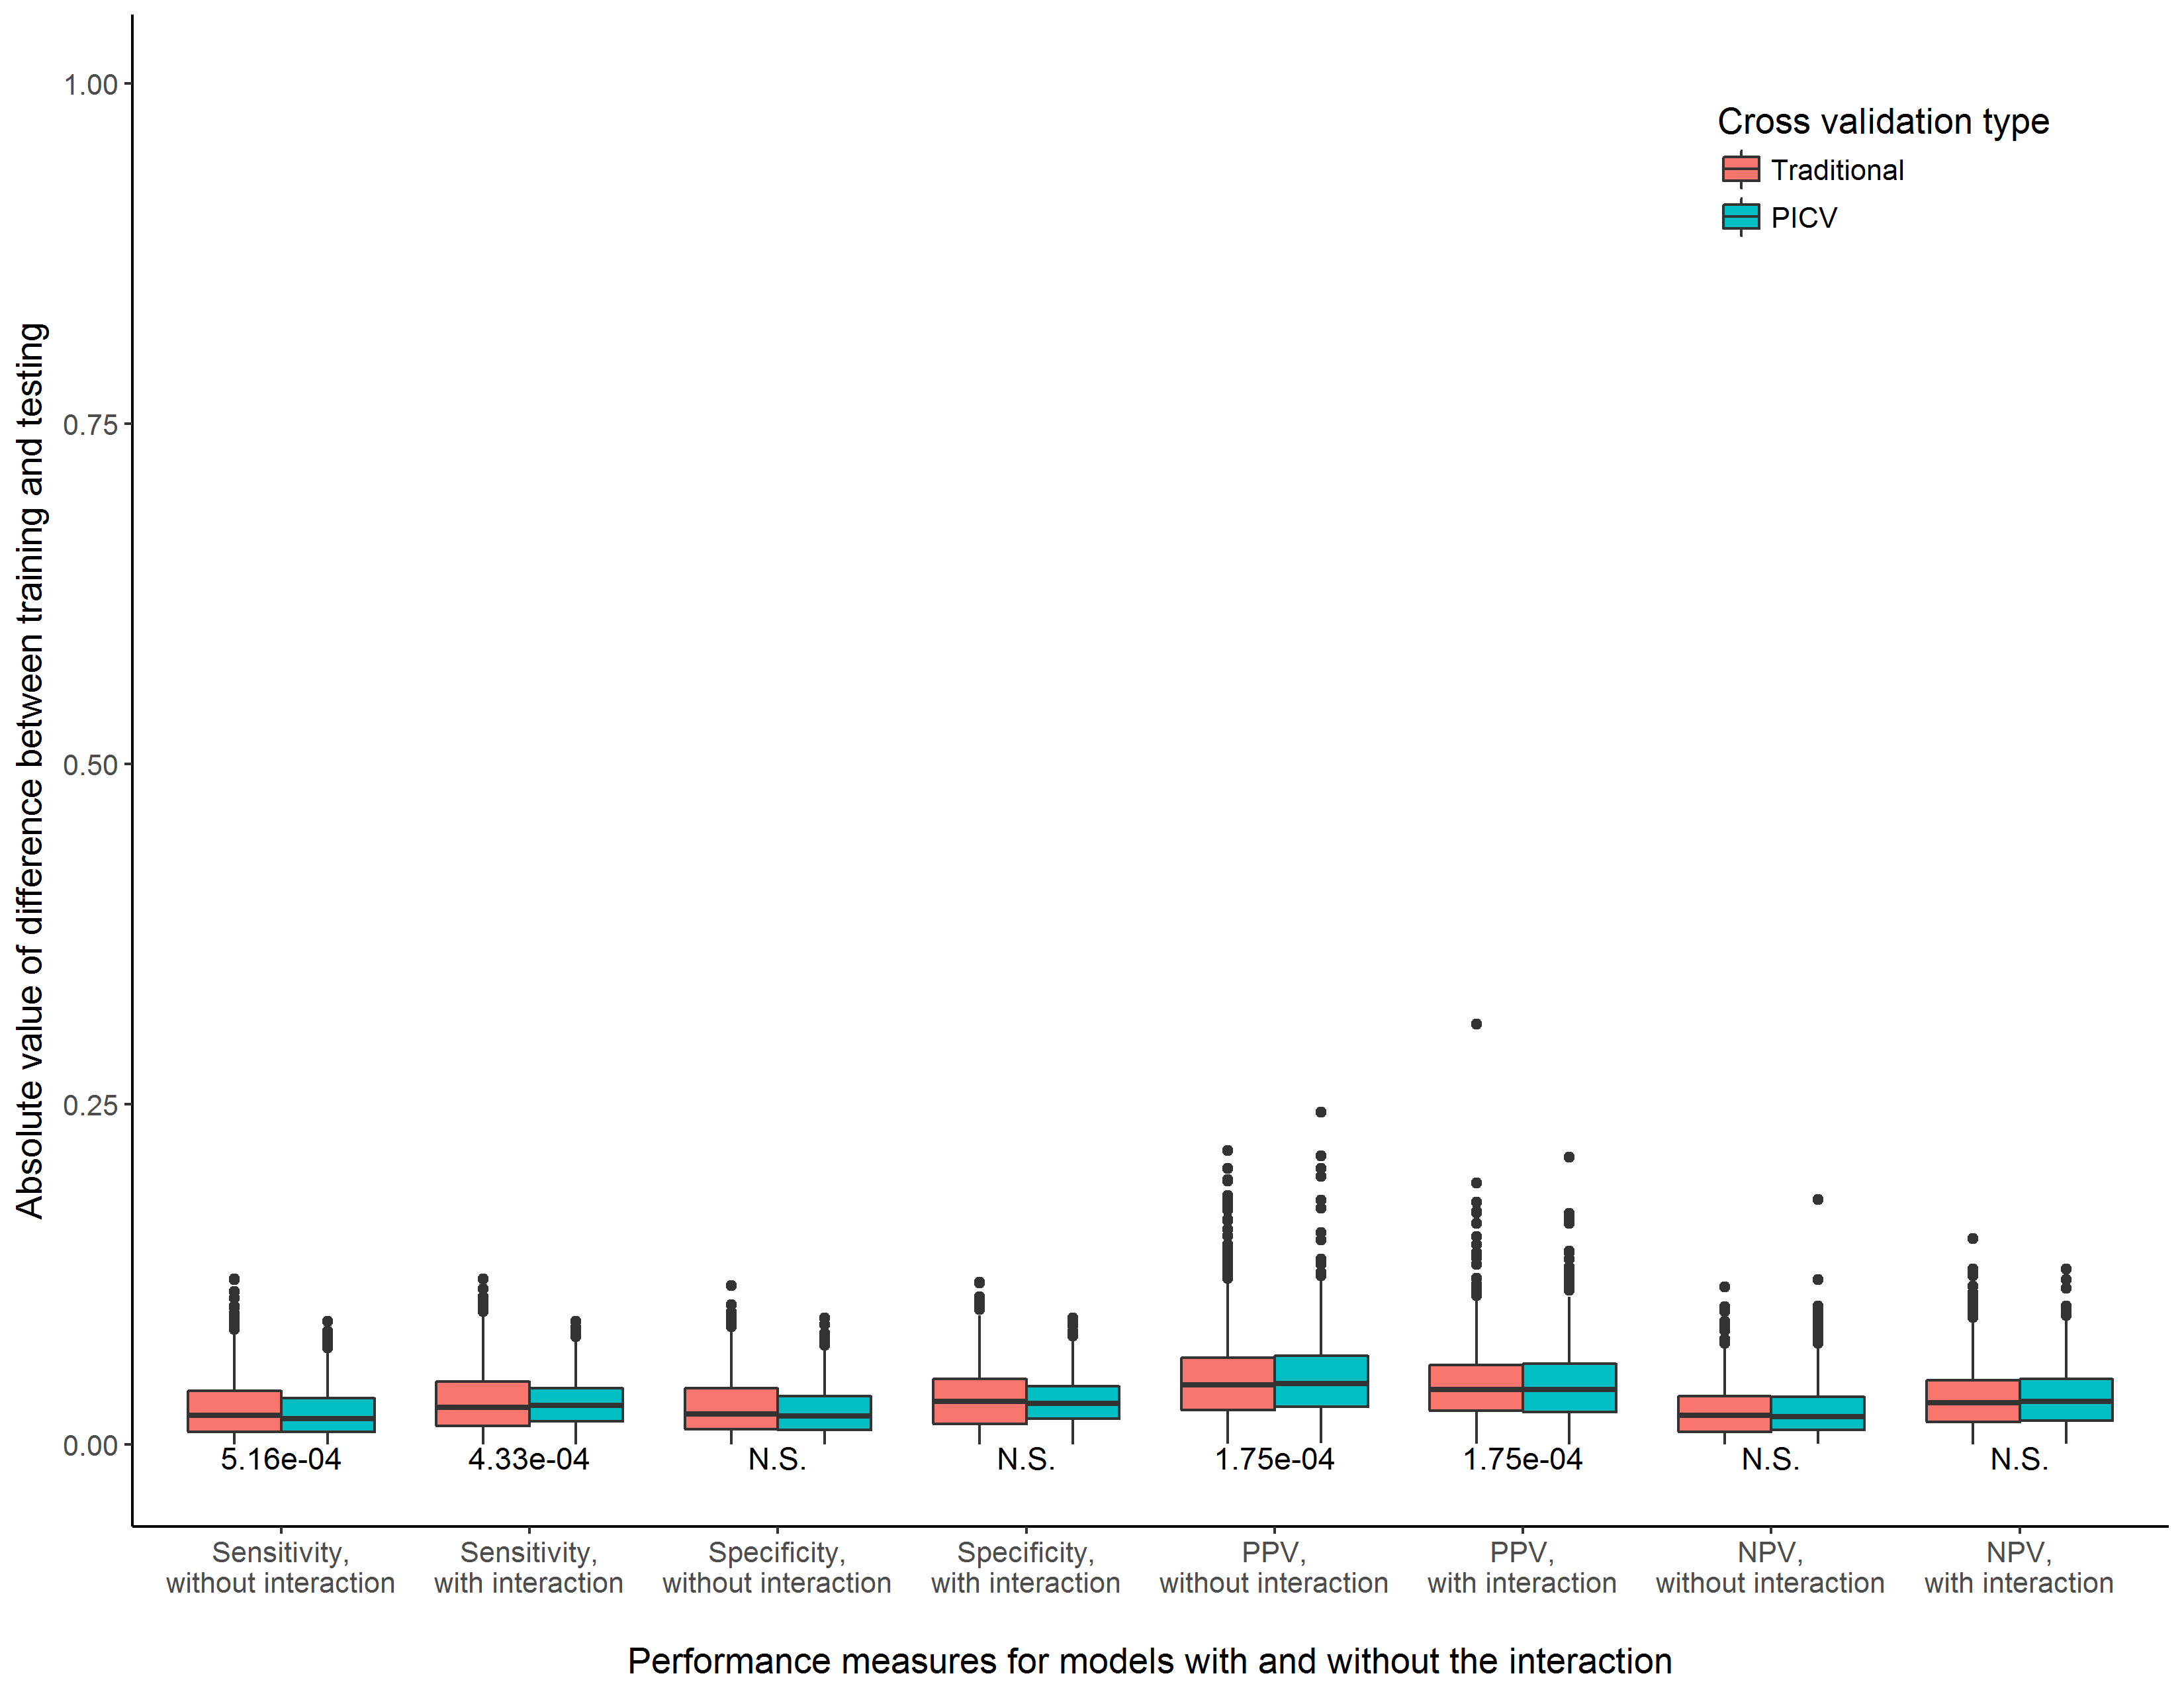 Absolute value of difference between training and testing
1.00
0.75
0.50
0.25
0.00
Cross validation type
Traditional
PICV
5.16e-04
4.33e-04
N.S.
N.S.
1.75e-04
1.75e-04
N.S.
N.S.
Sensitivity,
without interaction
Sensitivity,
with interaction
Specificity,
without interaction
Specificity,
with interaction
PPV,
without interaction
PPV,
with interaction
NPV,
without interaction
NPV,
with interaction
Performance measures for models with and without the interaction